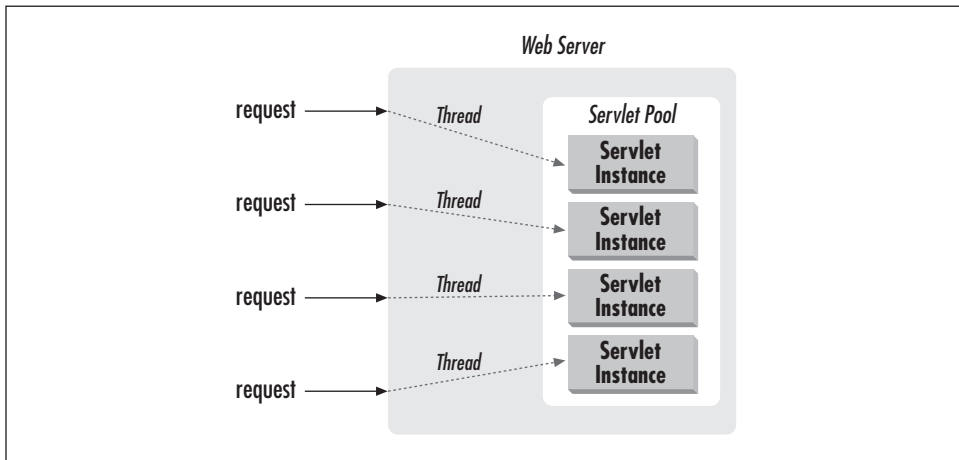 Web Server
request
Thread
Servlet Pool
Servlet
Instance
request
Thread
Servlet
Instance
request
Thread
Servlet
Instance
request
Thread
Servlet
Instance